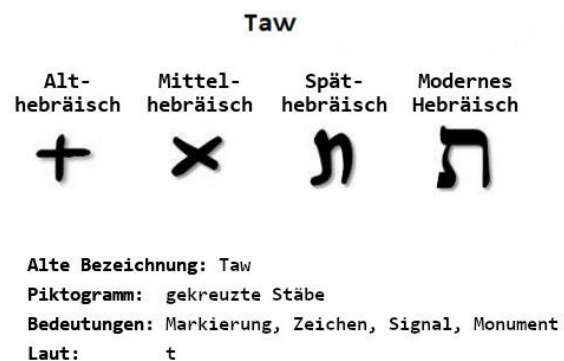 Taw
Alt- Mittel- Spät- Modernes
hebräisch hebräisch hebräisch Hebräisch
+ × ת ת
Alte Bezeichnung: Taw
Piktogramm: gekreuzte Stäbe
Bedeutungen: Markierung, Zeichen, Signal, Monument
Laut: t